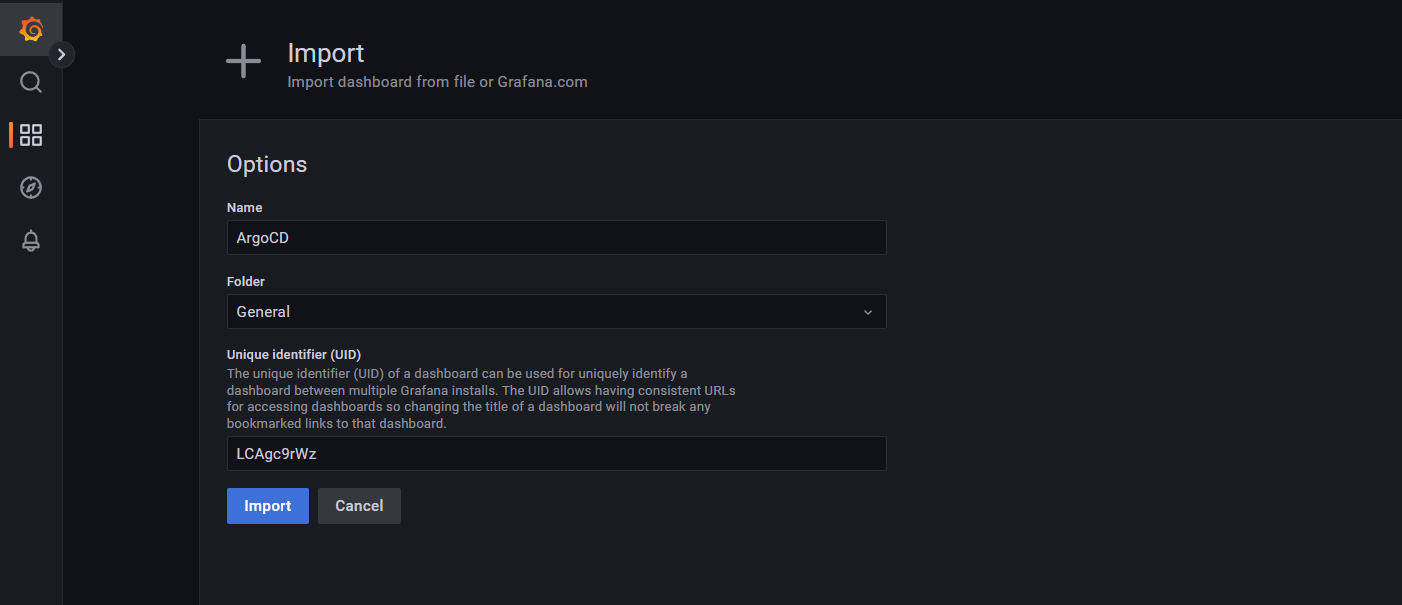 Import
Import dashboard from file or Grafana.com
Options
Name
ArgoCD
Folder
General
Unique identifier (UID)
The unique identifier (UID) of a dashboard can be used for uniquely identify a
dashboard between multiple Grafana installs. The UID allows having consistent URLs
for accessing dashboards so changing the title of a dashboard will not break any
bookmarked links to that dashboard.
LCAgc9rWz
Import Cancel